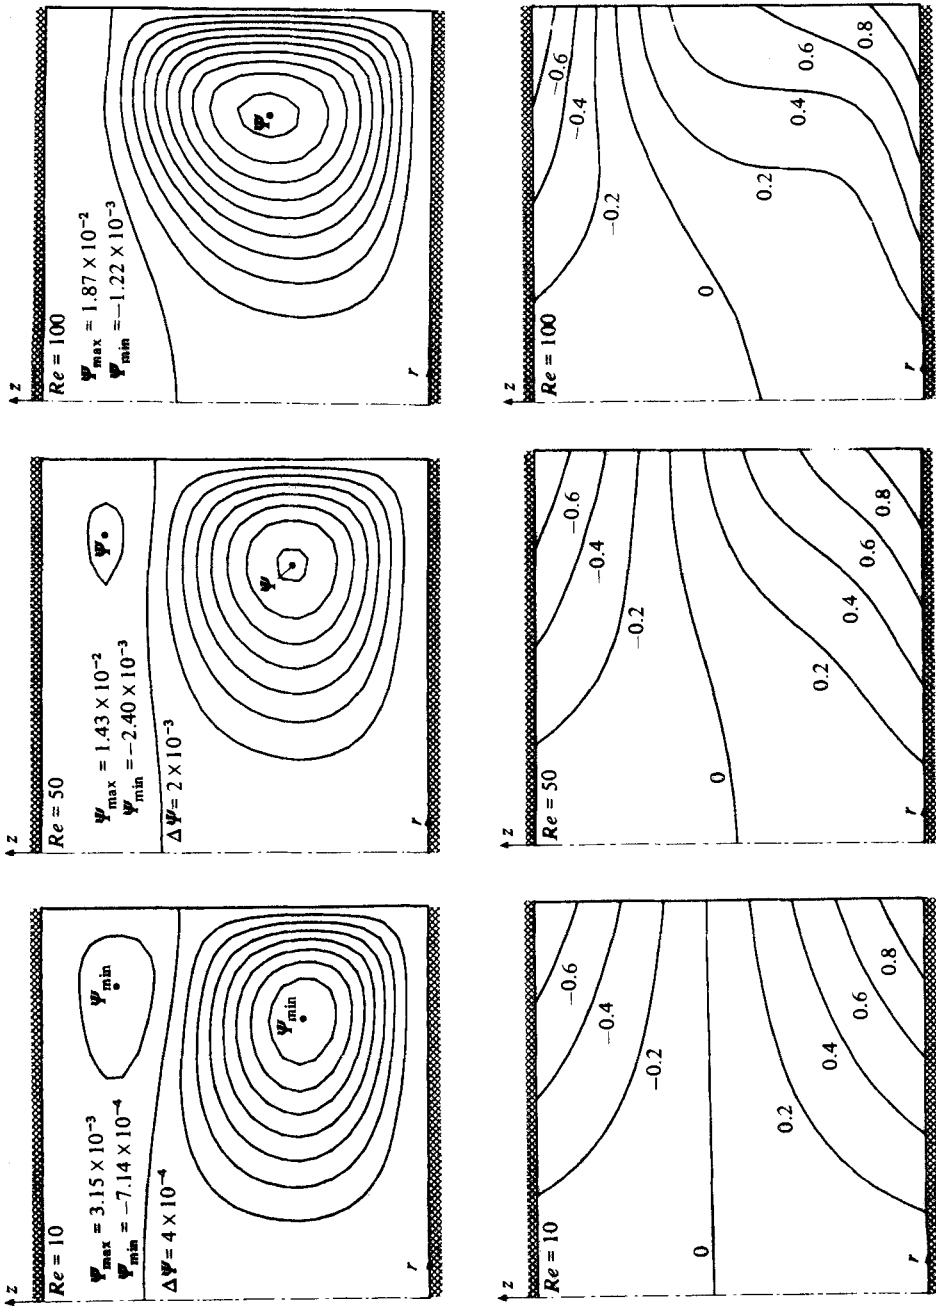 z
Re = 10
Ψmax = 3.15 × 10⁻³
Ψmin = −7.14 × 10⁻⁴
Ψmin
ΔΨ = 4 × 10⁻⁴
Ψmin
r
z
Re = 50
Ψmax = 1.43 × 10⁻²
Ψmin = −2.40 × 10⁻³
Ψ
ΔΨ = 2 × 10⁻³
Ψ
r
z
Re = 100
Ψmax = 1.87 × 10⁻²
Ψmin = −1.22 × 10⁻³
Ψ
r
z
Re = 10
−0.6
−0.4
−0.2
0
0.2
0.4
0.6
0.8
r
z
Re = 50
−0.6
−0.4
−0.2
0
0.2
0.4
0.6
0.8
r
z
Re = 100
−0.6
−0.4
−0.2
0
0.2
0.4
0.6
0.8
r